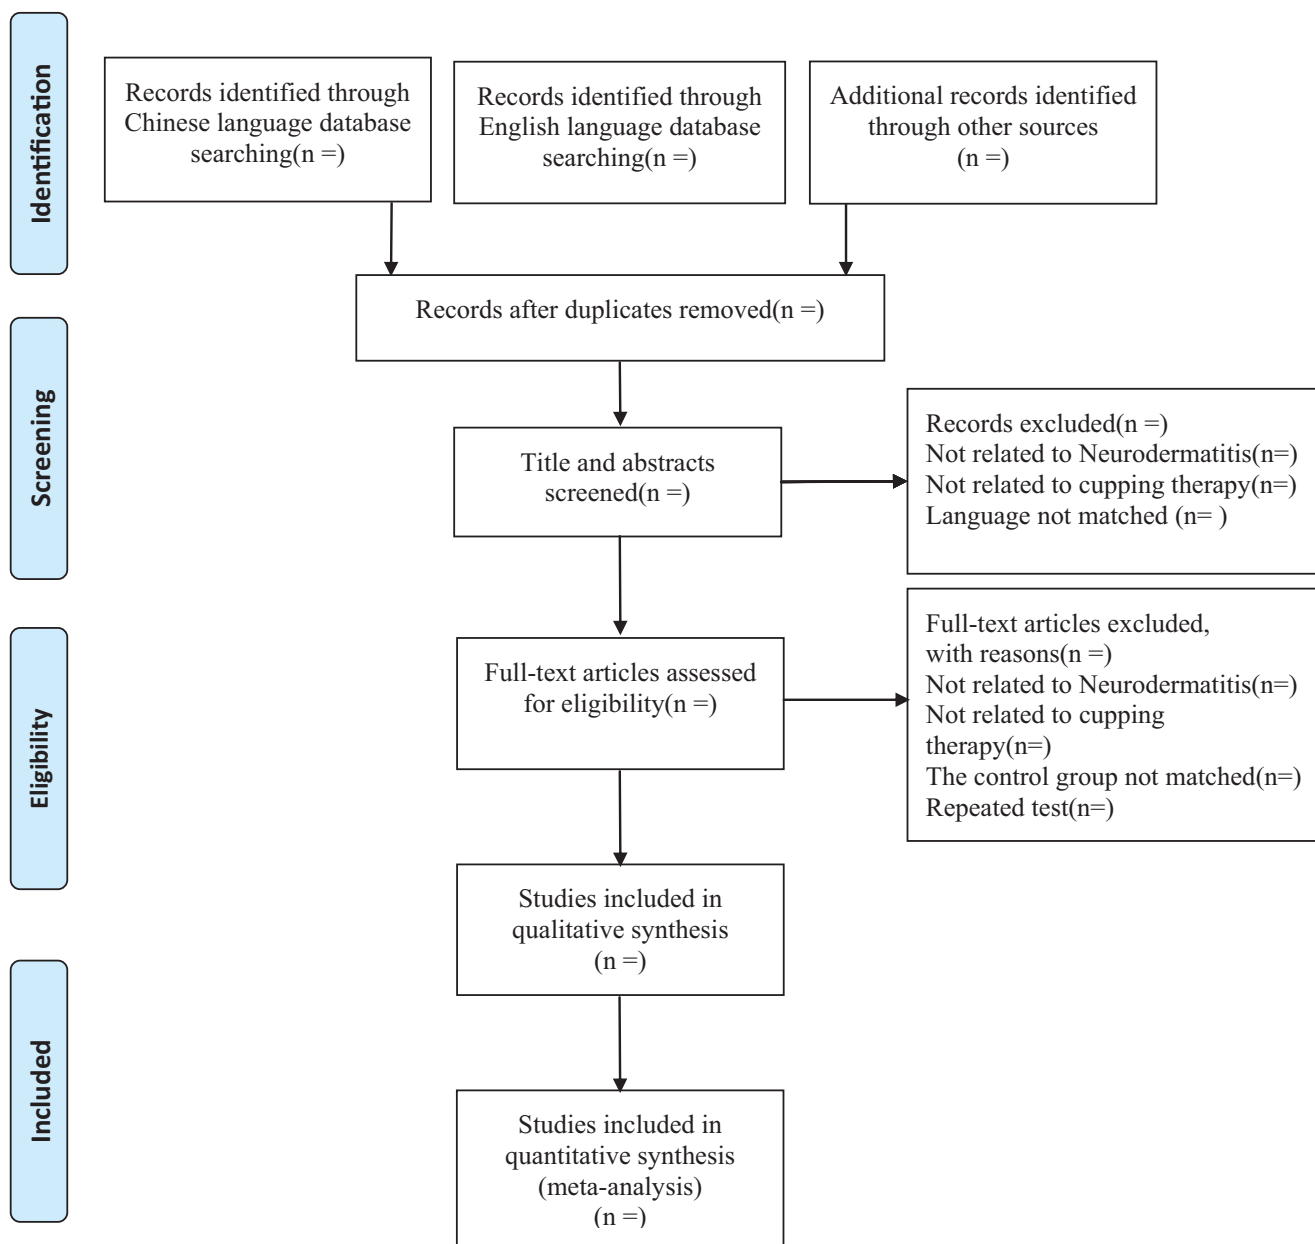 Identification
Records identified through
Chinese language database
searching(n =)
Records identified through
English language database
searching(n =)
Additional records identified
through other sources
(n =)
Records after duplicates removed(n =)
Screening
Title and abstracts
screened(n =)
Records excluded(n =)
Not related to Neurodermatitis(n=)
Not related to cupping therapy(n=)
Language not matched (n= )
Eligibility
Full-text articles assessed
for eligibility(n =)
Full-text articles excluded,
with reasons(n =)
Not related to Neurodermatitis(n=)
Not related to cupping
therapy(n=)
The control group not matched(n=)
Repeated test(n=)
Studies included in
qualitative synthesis
(n =)
Included
Studies included in
quantitative synthesis
(meta-analysis)
(n =)